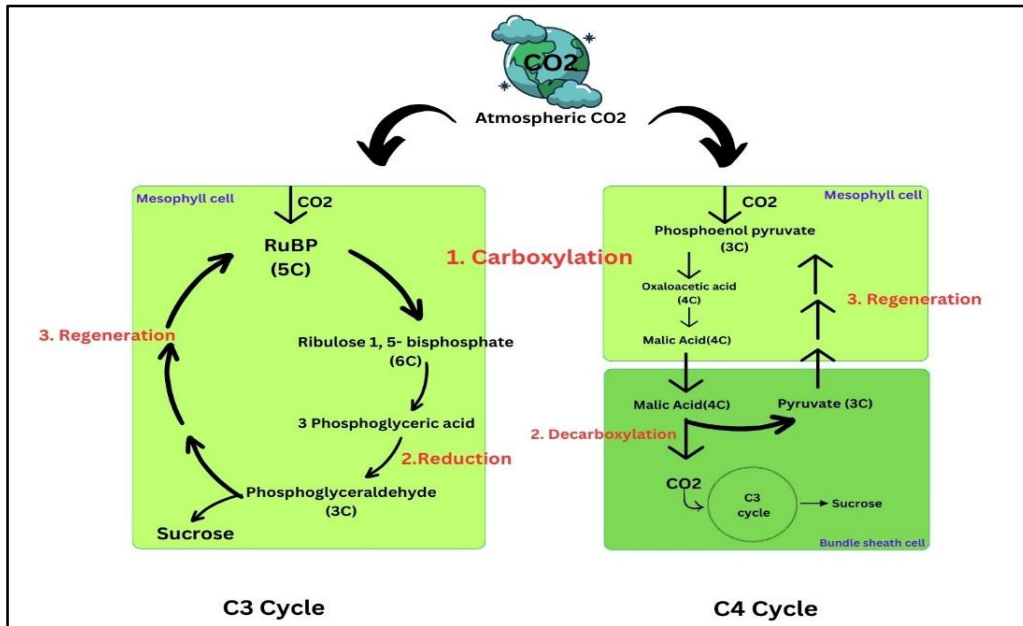 CO2
Atmospheric CO2
Mesophyll cell
CO2
RuBP
(5C)
3. Regeneration
Ribulose 1, 5- bisphosphate
(6C)
3 Phosphoglyceric acid
2.Reduction
Phosphoglyceraldehyde
(3C)
Sucrose
C3 Cycle
1. Carboxylation
Mesophyll cell
CO2
Phosphoenol pyruvate
(3C)
Oxaloacetic acid
(4C)
3. Regeneration
Malic Acid(4C)
Malic Acid(4C)
Pyruvate (3C)
2. Decarboxylation
CO2
C3
cycle
Sucrose
Bundle sheath cell
C4 Cycle